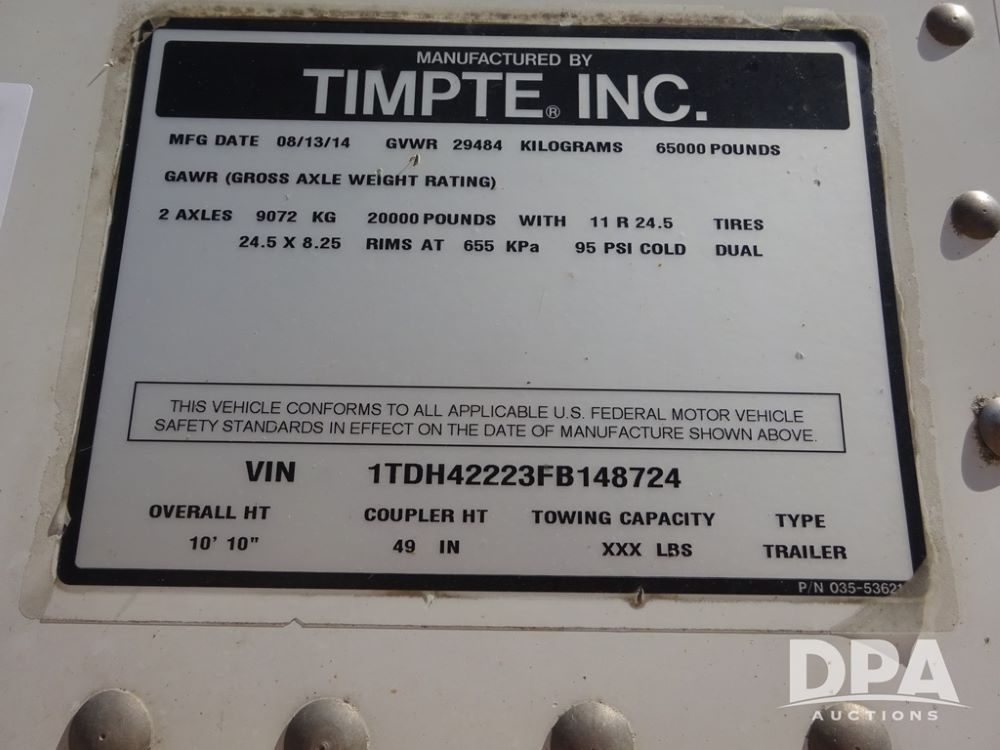 MANUFACTURED BY
TIMPTE® INC.
MFG DATE 08/13/14 GVWR 29484 KILOGRAMS 65000 POUNDS
GAWR (GROSS AXLE WEIGHT RATING)
2 AXLES 9072 KG 20000 POUNDS WITH 11 R 24.5 TIRES
24.5 X 8.25 RIMS AT 655 KPa 95 PSI COLD DUAL
THIS VEHICLE CONFORMS TO ALL APPLICABLE U.S. FEDERAL MOTOR VEHICLE
SAFETY STANDARDS IN EFFECT ON THE DATE OF MANUFACTURE SHOWN ABOVE.
VIN 1TDH42223FB148724
OVERALL HT COUPLER HT TOWING CAPACITY TYPE
10' 10" 49 IN XXX LBS TRAILER
P/N 035-53621
DPA
AUCTIONS